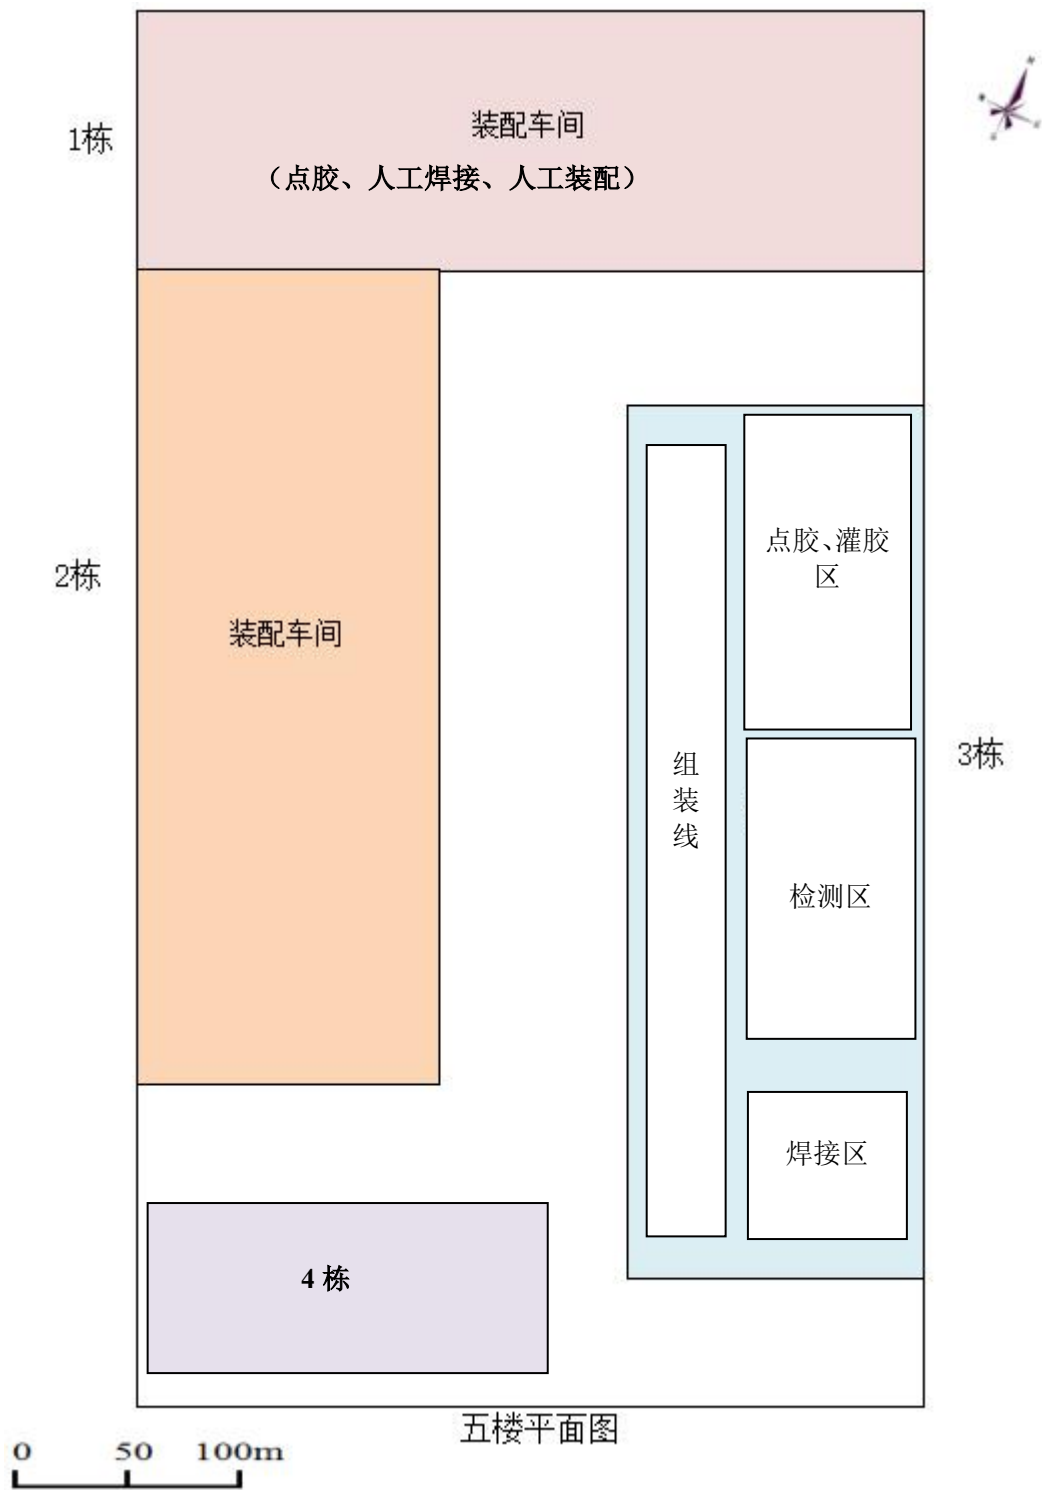 1栋
装配车间
（点胶、人工焊接、人工装配）
2栋
装配车间
点胶、灌胶
区
组
装
线
检测区
焊接区
3栋
4 栋
五楼平面图
0 50 100m